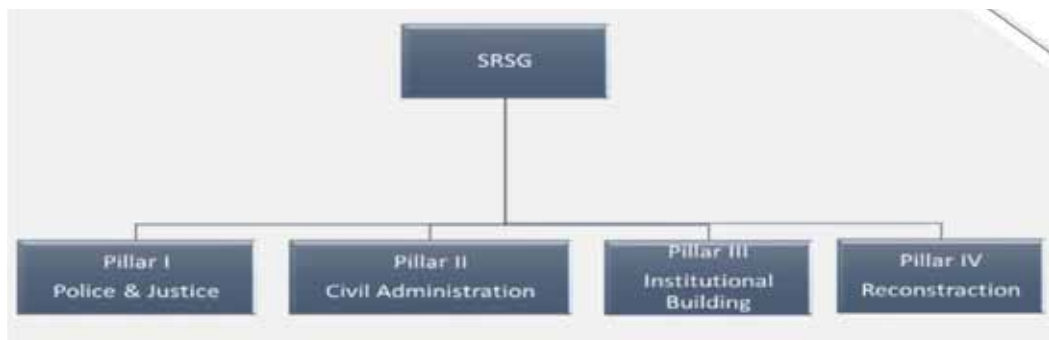 SRSG
Pillar I
Police & Justice
Pillar II
Civil Administration
Pillar III
Institutional
Building
Pillar IV
Reconstraction